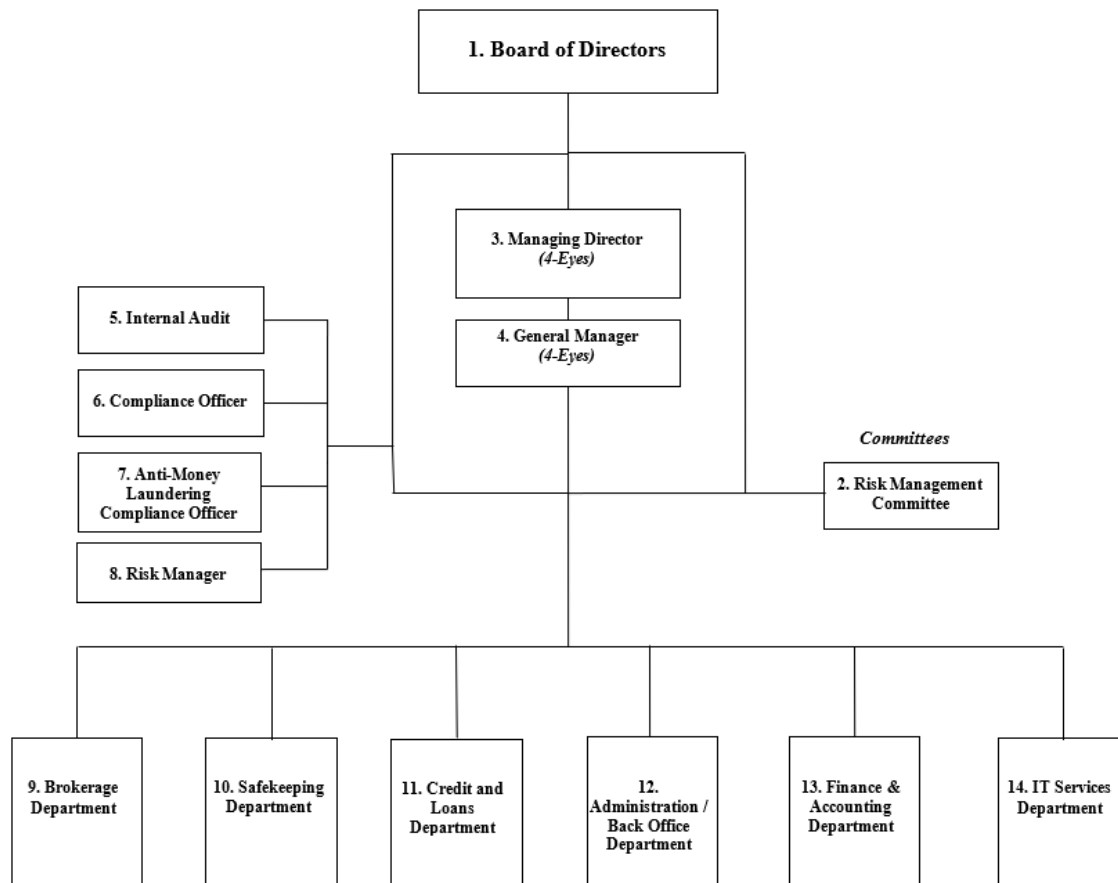 1. Board of Directors
3. Managing Director
(4-Eyes)
4. General Manager
(4-Eyes)
5. Internal Audit
6. Compliance Officer
7. Anti-Money
Laundering
Compliance Officer
8. Risk Manager
Committees
2. Risk Management
Committee
9. Brokerage
Department
10. Safekeeping
Department
11. Credit and
Loans
Department
12.
Administration /
Back Office
Department
13. Finance &
Accounting
Department
14. IT Services
Department